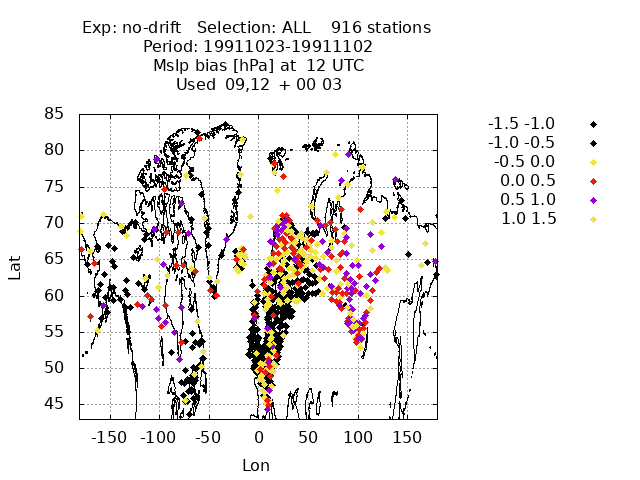 Exp: no-drift   Selection: ALL    916 stations
Period: 19911023-19911102
Mslp bias [hPa] at  12 UTC
Used  09,12  + 00 03
85
80
75
70
65
60
55
50
45
Lat
-150 -100 -50 0 50 100 150
Lon
-1.5 -1.0
-1.0 -0.5
-0.5 0.0
0.0 0.5
0.5 1.0
1.0 1.5